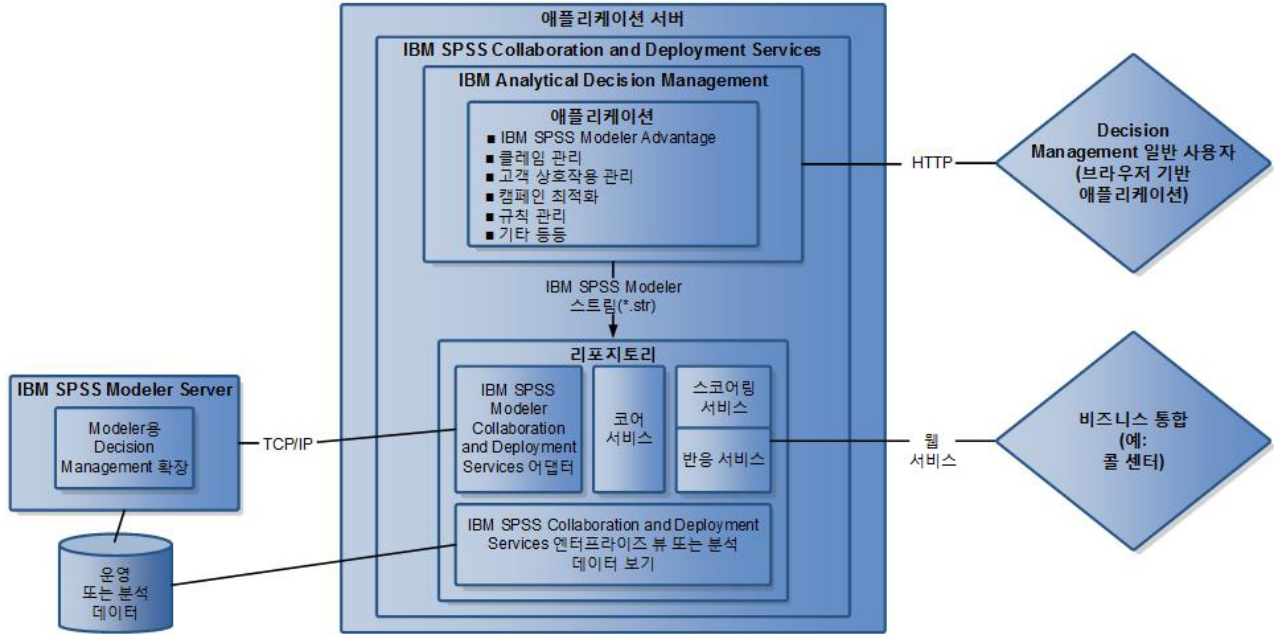 애플리케이션 서버
IBM SPSS Collaboration and Deployment Services
IBM Analytical Decision Management
애플리케이션
■ IBM SPSS Modeler Advantage
■ 클레임 관리
■ 고객 상호작용 관리
■ 캠페인 최적화
■ 규칙 관리
■ 기타 등등
HTTP
Decision
Management 일반 사용자
(브라우저 기반
애플리케이션)
IBM SPSS Modeler
스트림(*.str)
리포지토리
IBM SPSS
Modeler
Collaboration
and Deployment
Services 어댑터
코어
서비스
스코어링
서비스
반응 서비스
IBM SPSS Modeler Server
Modeler용
Decision
Management 확장
TCP/IP
웹
서비스
비즈니스 통합
(예:
콜 센터)
IBM SPSS Collaboration and Deployment
Services 엔터프라이즈 뷰 또는 분석
데이터 보기
운영
또는 분석
데이터